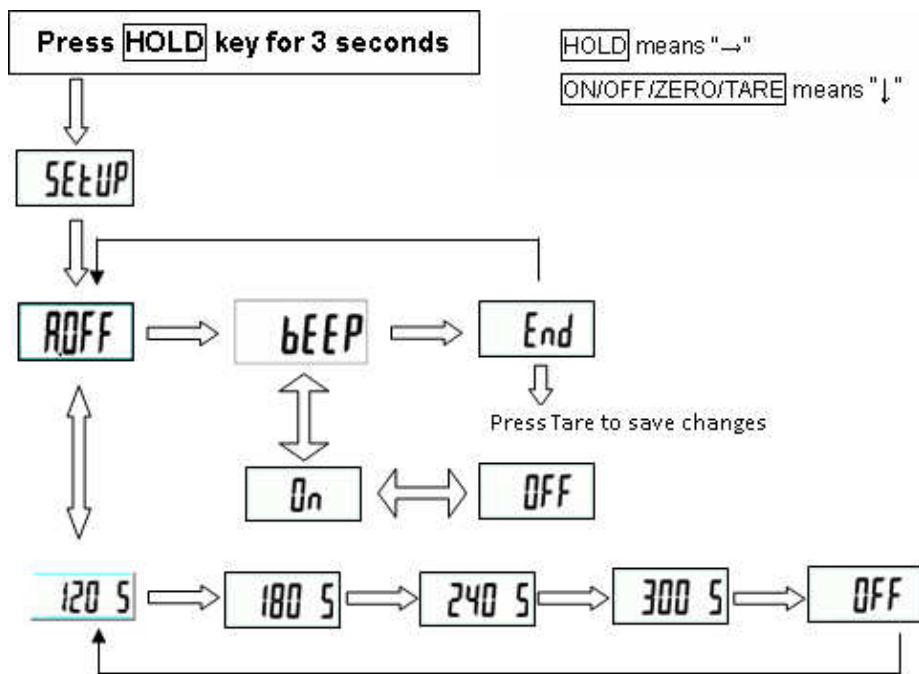 Press HOLD key for 3 seconds
HOLD means "→"
ON/OFF/ZERO/TARE means "↓"
SEtUP
A.OFF
bEEP
End
Press Tare to save changes
On
OFF
120 S
180 S
240 S
300 S
OFF